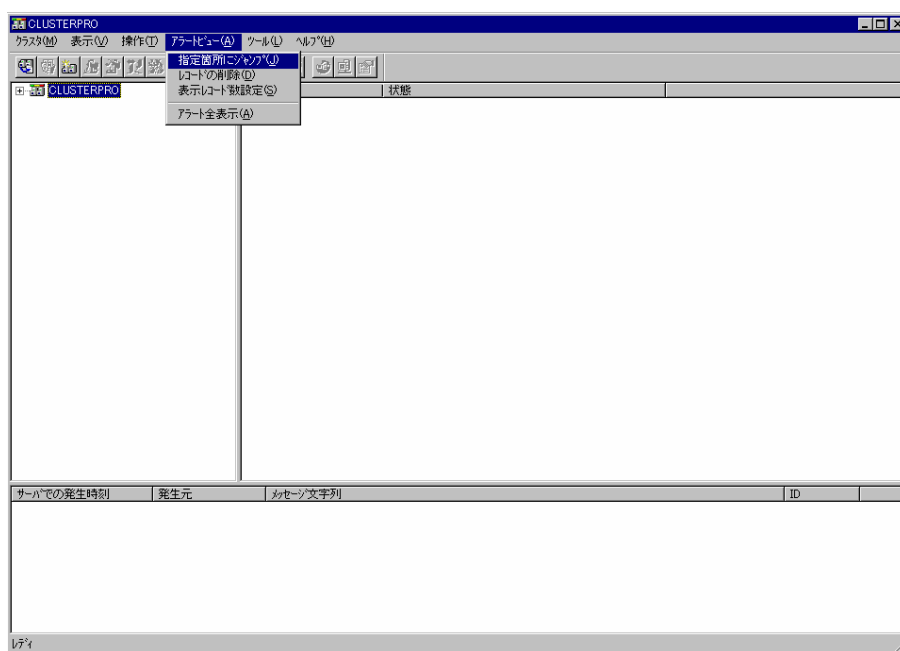 CLUSTERPRO
ｸﾗｽﾀ(M) 表示(V) 操作(T) ｱﾗｰﾄﾋﾞｭｰ(A) ﾂｰﾙ(L) ﾍﾙﾌﾟ(H)
指定箇所にｼﾞｬﾝﾌﾟ(J)
ﾚｺｰﾄﾞの削除(D)
表示ﾚｺｰﾄﾞ数設定(S)
ｱﾗｰﾄ全表示(A)
CLUSTERPRO
状態
ｻｰﾊﾞでの発生時刻 発生元 ﾒｯｾｰｼﾞ文字列 ID
ﾚﾃﾞｨ